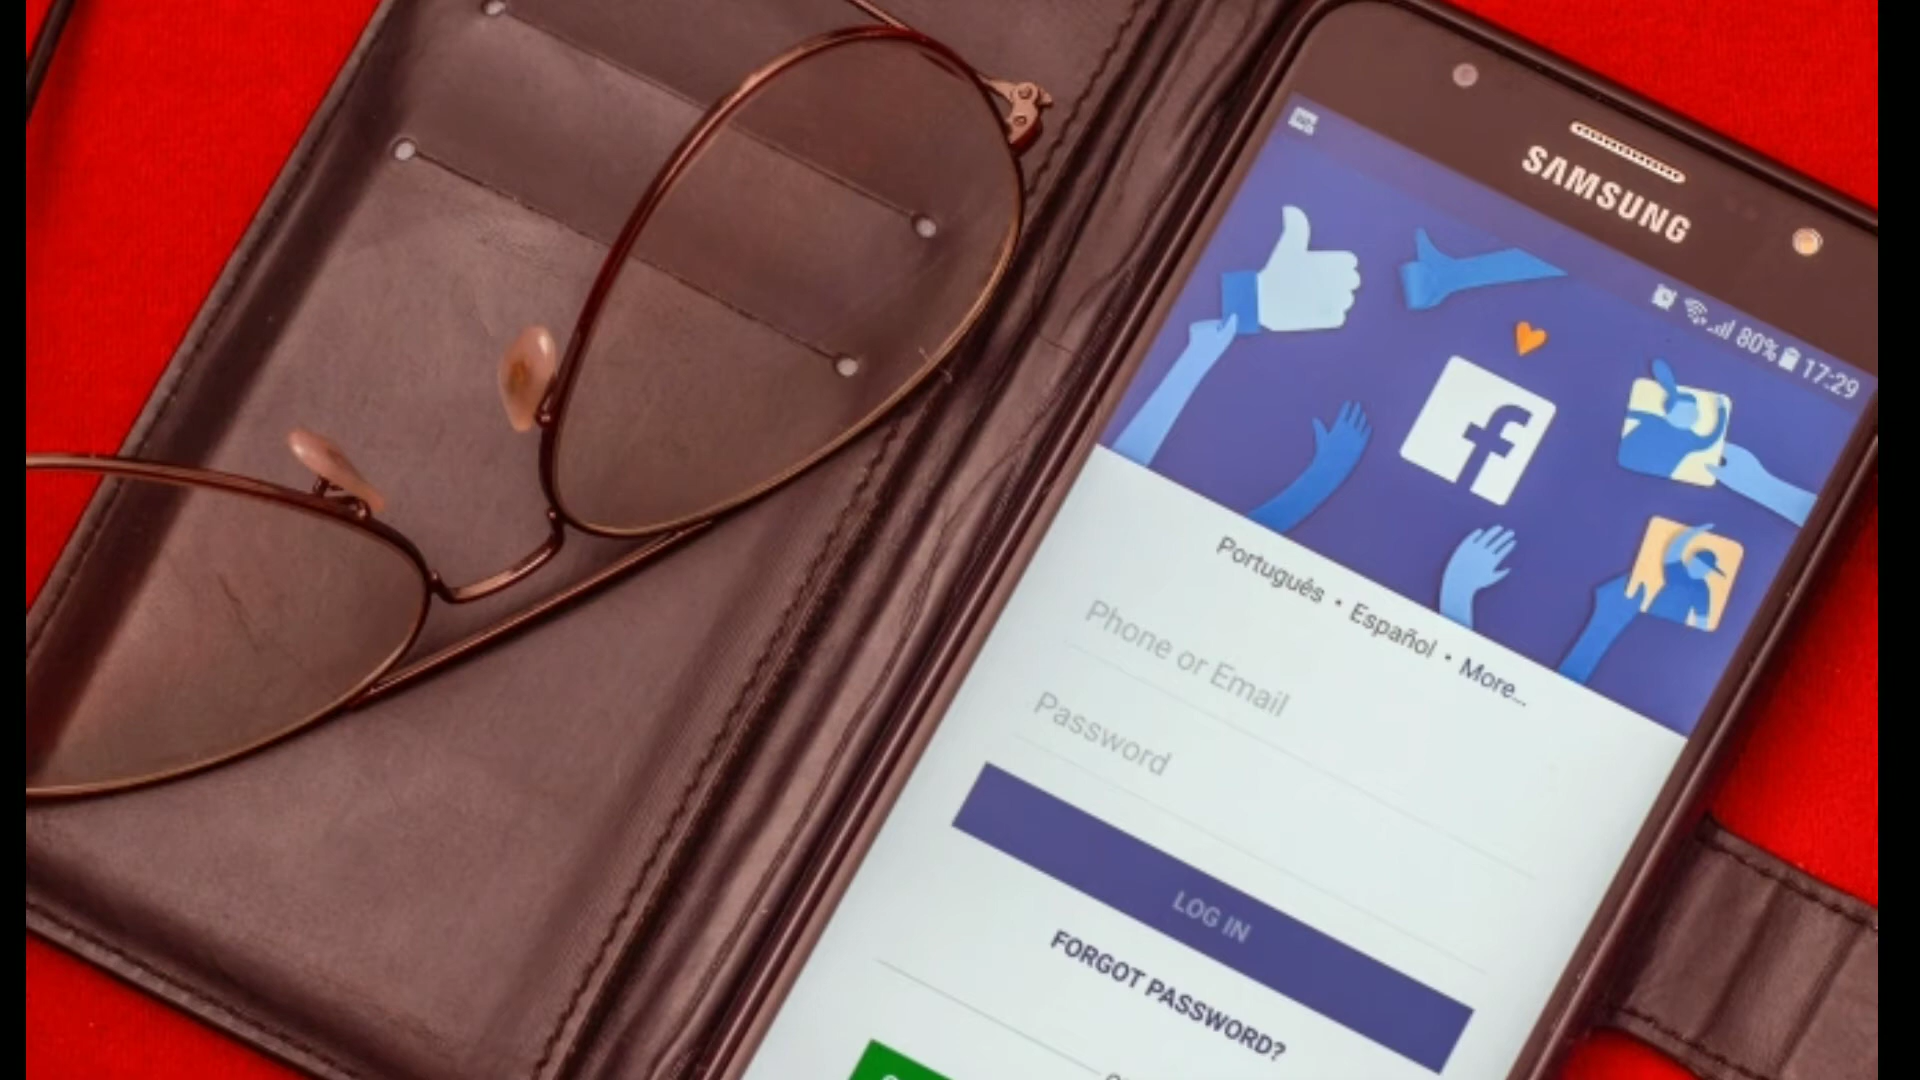 SAMSUNG
80% 17:29
f
Português • Español • More...
Phone or Email
Password
LOG IN
FORGOT PASSWORD?